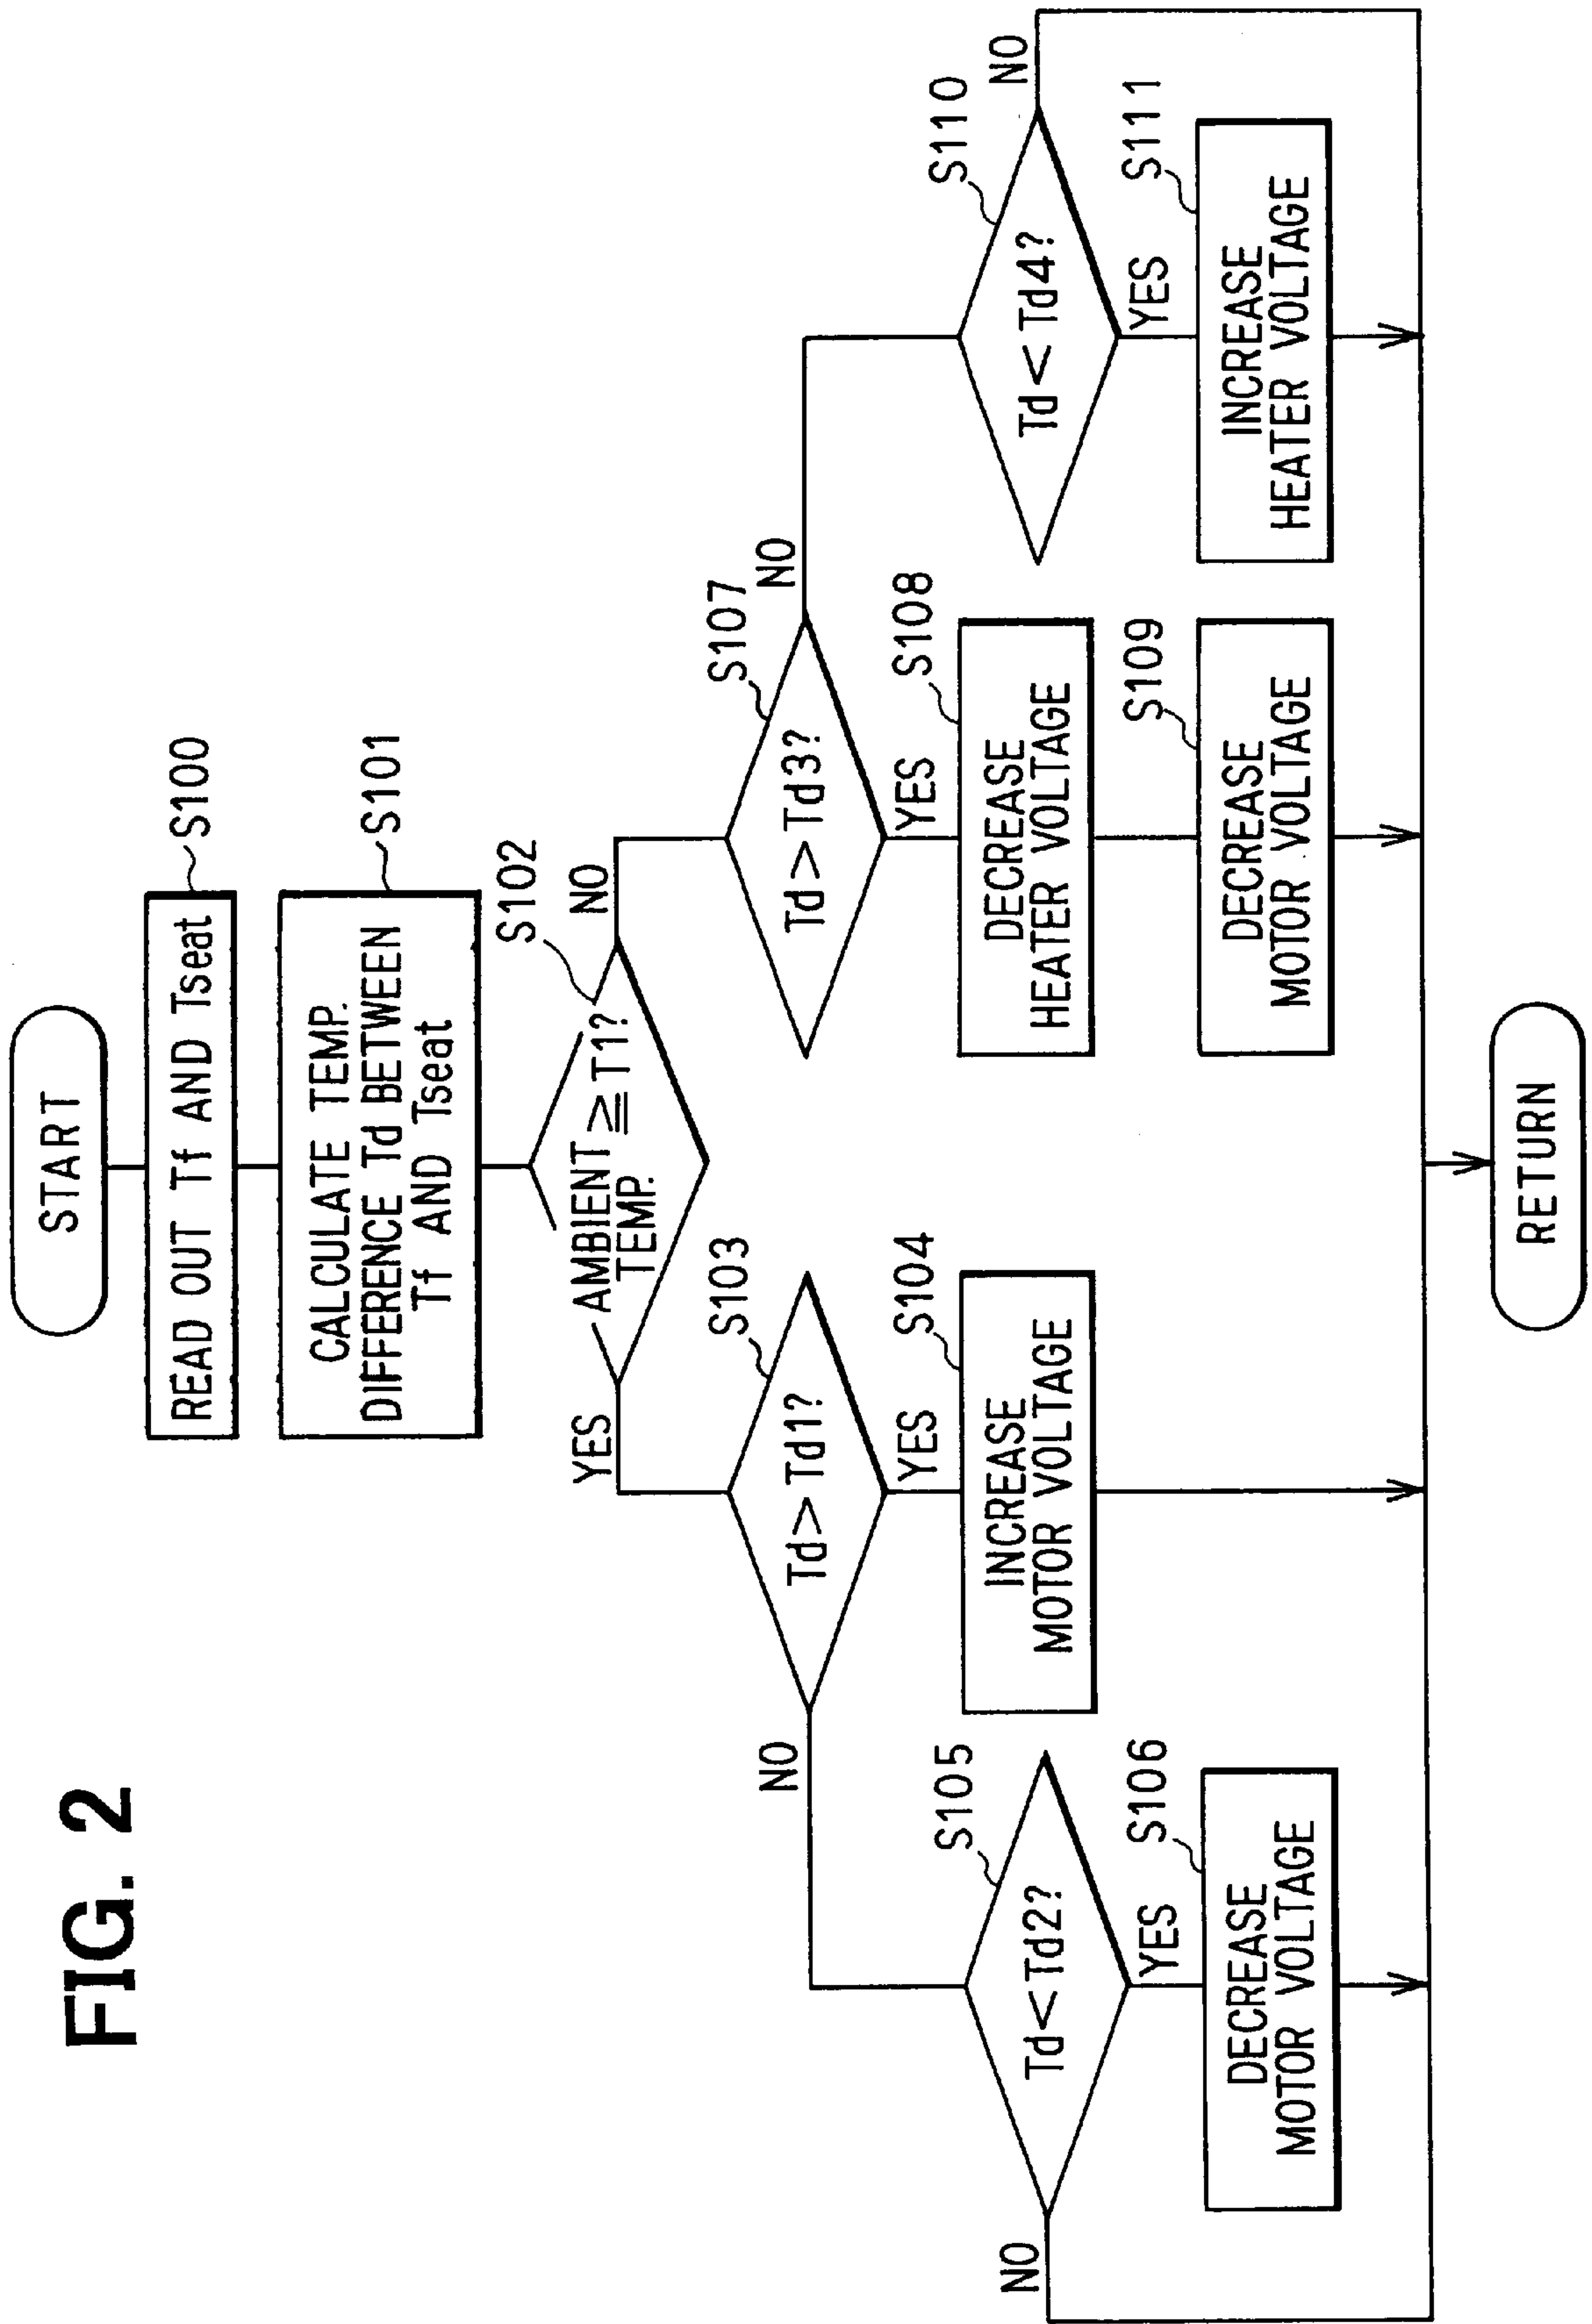 FIG. 2
START
READ OUT Tf AND Tseat
S100
CALCULATE TEMP.
DIFFERENCE Td BETWEEN
Tf AND Tseat
S101
S102
AMBIENT ≧ T1?
TEMP.
YES
NO
S103
Td > Td1?
NO
YES
S107
Td > Td3?
NO
YES
S104
INCREASE
MOTOR VOLTAGE
S108
DECREASE
HEATER VOLTAGE
S105
Td < Td2?
NO
YES
S110
Td < Td4?
NO
YES
S106
DECREASE
MOTOR VOLTAGE
S109
DECREASE
MOTOR VOLTAGE
S111
INCREASE
HEATER VOLTAGE
RETURN